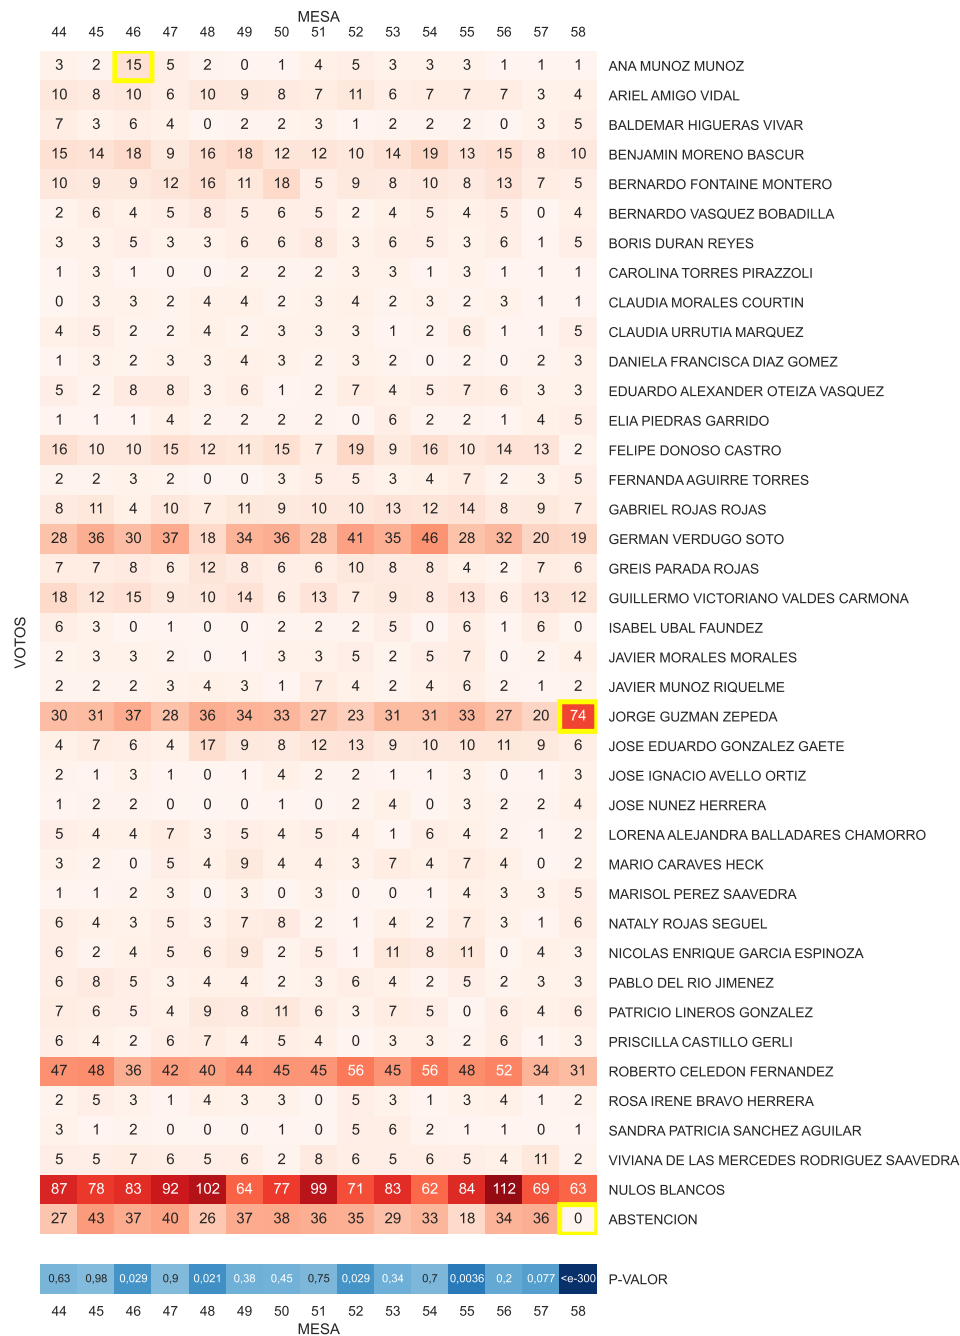 MESA
44 45 46 47 48 49 50 51 52 53 54 55 56 57 58
3 2 15 5 2 0 1 4 5 3 3 3 1 1 1 ANA MUNOZ MUNOZ
10 8 10 6 10 9 8 7 11 6 7 7 7 3 4 ARIEL AMIGO VIDAL
7 3 6 4 0 2 2 3 1 2 2 2 0 3 5 BALDEMAR HIGUERAS VIVAR
15 14 18 9 16 18 12 12 10 14 19 13 15 8 10 BENJAMIN MORENO BASCUR
10 9 9 12 16 11 18 5 9 8 10 8 13 7 5 BERNARDO FONTAINE MONTERO
2 6 4 5 8 5 6 5 2 4 5 4 5 0 4 BERNARDO VASQUEZ BOBADILLA
3 3 5 3 3 6 6 8 3 6 5 3 6 1 5 BORIS DURAN REYES
1 3 1 0 0 2 2 2 3 3 1 3 1 1 1 CAROLINA TORRES PIRAZZOLI
0 3 3 2 4 4 2 3 4 2 3 2 3 1 1 CLAUDIA MORALES COURTIN
4 5 2 2 4 2 3 3 3 1 2 6 1 1 5 CLAUDIA URRUTIA MARQUEZ
1 3 2 3 3 4 3 2 3 2 0 2 0 2 3 DANIELA FRANCISCA DIAZ GOMEZ
5 2 8 8 3 6 1 2 7 4 5 7 6 3 3 EDUARDO ALEXANDER OTEIZA VASQUEZ
1 1 1 4 2 2 2 2 0 6 2 2 1 4 5 ELIA PIEDRAS GARRIDO
16 10 10 15 12 11 15 7 19 9 16 10 14 13 2 FELIPE DONOSO CASTRO
2 2 3 2 0 0 3 5 5 3 4 7 2 3 5 FERNANDA AGUIRRE TORRES
8 11 4 10 7 11 9 10 10 13 12 14 8 9 7 GABRIEL ROJAS ROJAS
28 36 30 37 18 34 36 28 41 35 46 28 32 20 19 GERMAN VERDUGO SOTO
7 7 8 6 12 8 6 6 10 8 8 4 2 7 6 GREIS PARADA ROJAS
18 12 15 9 10 14 6 13 7 9 8 13 6 13 12 GUILLERMO VICTORIANO VALDES CARMONA
6 3 0 1 0 0 2 2 2 5 0 6 1 6 0 ISABEL UBAL FAUNDEZ
2 3 3 2 0 1 3 3 5 2 5 7 0 2 4 JAVIER MORALES MORALES
2 2 2 3 4 3 1 7 4 2 4 6 2 1 2 JAVIER MUNOZ RIQUELME
30 31 37 28 36 34 33 27 23 31 31 33 27 20 74 JORGE GUZMAN ZEPEDA
4 7 6 4 17 9 8 12 13 9 10 10 11 9 6 JOSE EDUARDO GONZALEZ GAETE
2 1 3 1 0 1 4 2 2 1 1 3 0 1 3 JOSE IGNACIO AVELLO ORTIZ
1 2 2 0 0 0 1 0 2 4 0 3 2 2 4 JOSE NUNEZ HERRERA
5 4 4 7 3 5 4 5 4 1 6 4 2 1 2 LORENA ALEJANDRA BALLADARES CHAMORRO
3 2 0 5 4 9 4 4 3 7 4 7 4 0 2 MARIO CARAVES HECK
1 1 2 3 0 3 0 3 0 0 1 4 3 3 5 MARISOL PEREZ SAAVEDRA
6 4 3 5 3 7 8 2 1 4 2 7 3 1 6 NATALY ROJAS SEGUEL
6 2 4 5 6 9 2 5 1 11 8 11 0 4 3 NICOLAS ENRIQUE GARCIA ESPINOZA
6 8 5 3 4 4 2 3 6 4 2 5 2 3 3 PABLO DEL RIO JIMENEZ
7 6 5 4 9 8 11 6 3 7 5 0 6 4 6 PATRICIO LINEROS GONZALEZ
6 4 2 6 7 4 5 4 0 3 3 2 6 1 3 PRISCILLA CASTILLO GERLI
47 48 36 42 40 44 45 45 56 45 56 48 52 34 31 ROBERTO CELEDON FERNANDEZ
2 5 3 1 4 3 3 0 5 3 1 3 4 1 2 ROSA IRENE BRAVO HERRERA
3 1 2 0 0 0 1 0 5 6 2 1 1 0 1 SANDRA PATRICIA SANCHEZ AGUILAR
5 5 7 6 5 6 2 8 6 5 6 5 4 11 2 VIVIANA DE LAS MERCEDES RODRIGUEZ SAAVEDRA
87 78 83 92 102 64 77 99 71 83 62 84 112 69 63 NULOS BLANCOS
27 43 37 40 26 37 38 36 35 29 33 18 34 36 0 ABSTENCION
VOTOS
0,63 0,98 0,029 0,9 0,021 0,38 0,45 0,75 0,029 0,34 0,7 0,0036 0,2 0,077 <e-300 P-VALOR
44 45 46 47 48 49 50 51 52 53 54 55 56 57 58
MESA